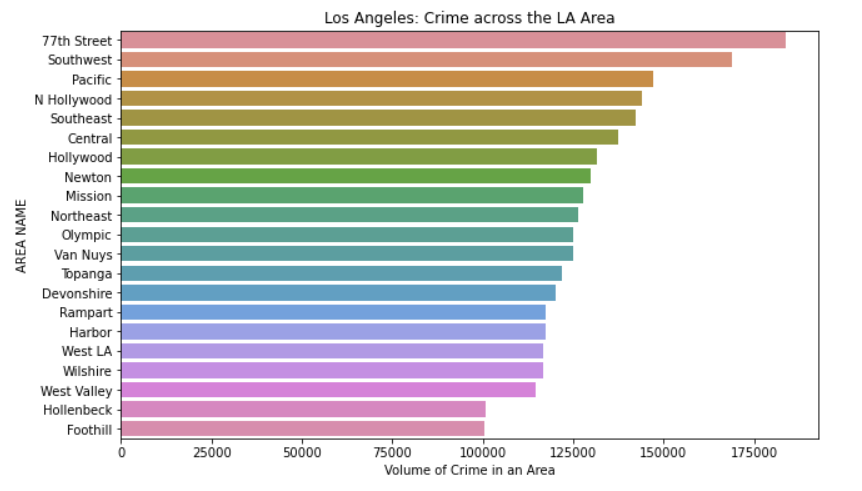 Los Angeles: Crime across the LA Area
AREA NAME
77th Street
Southwest
Pacific
N Hollywood
Southeast
Central
Hollywood
Newton
Mission
Northeast
Olympic
Van Nuys
Topanga
Devonshire
Rampart
Harbor
West LA
Wilshire
West Valley
Hollenbeck
Foothill
0 25000 50000 75000 100000 125000 150000 175000
Volume of Crime in an Area